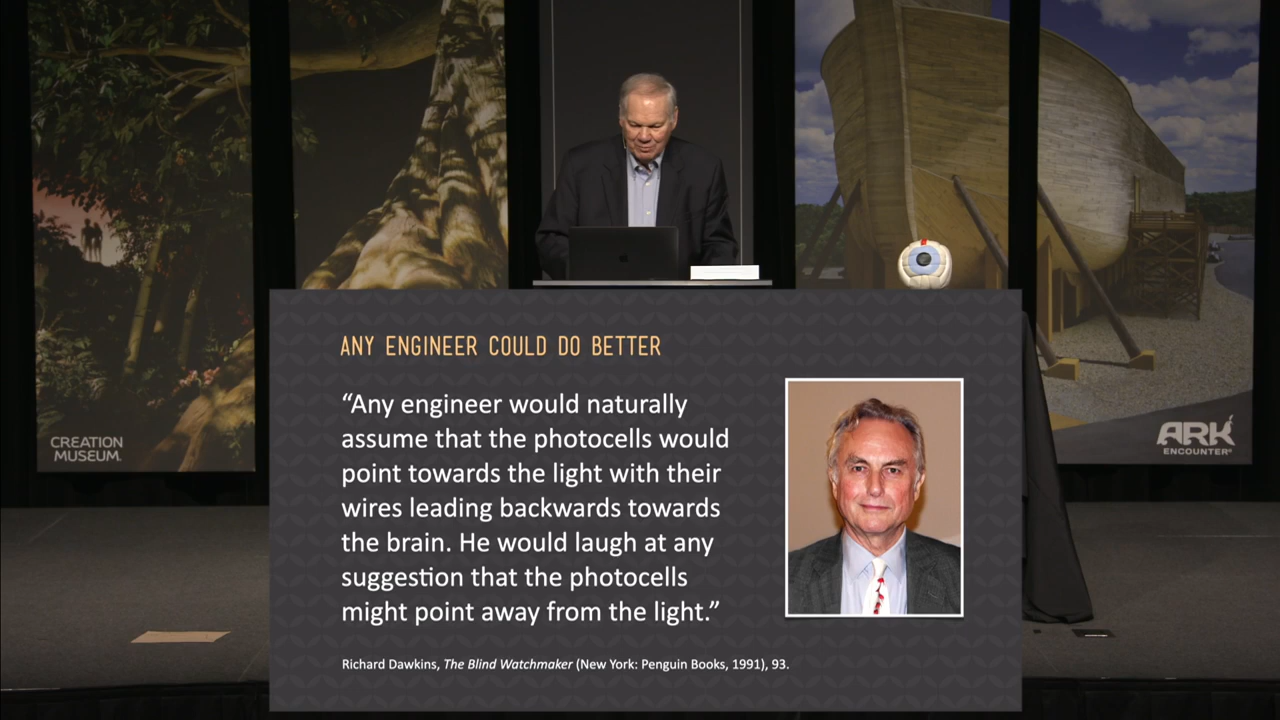 CREATION
MUSEUM.
ARK
ENCOUNTER
ANY ENGINEER COULD DO BETTER
“Any engineer would naturally
assume that the photocells would
point towards the light with their
wires leading backwards towards
the brain. He would laugh at any
suggestion that the photocells
might point away from the light.”
Richard Dawkins, The Blind Watchmaker (New York: Penguin Books, 1991), 93.